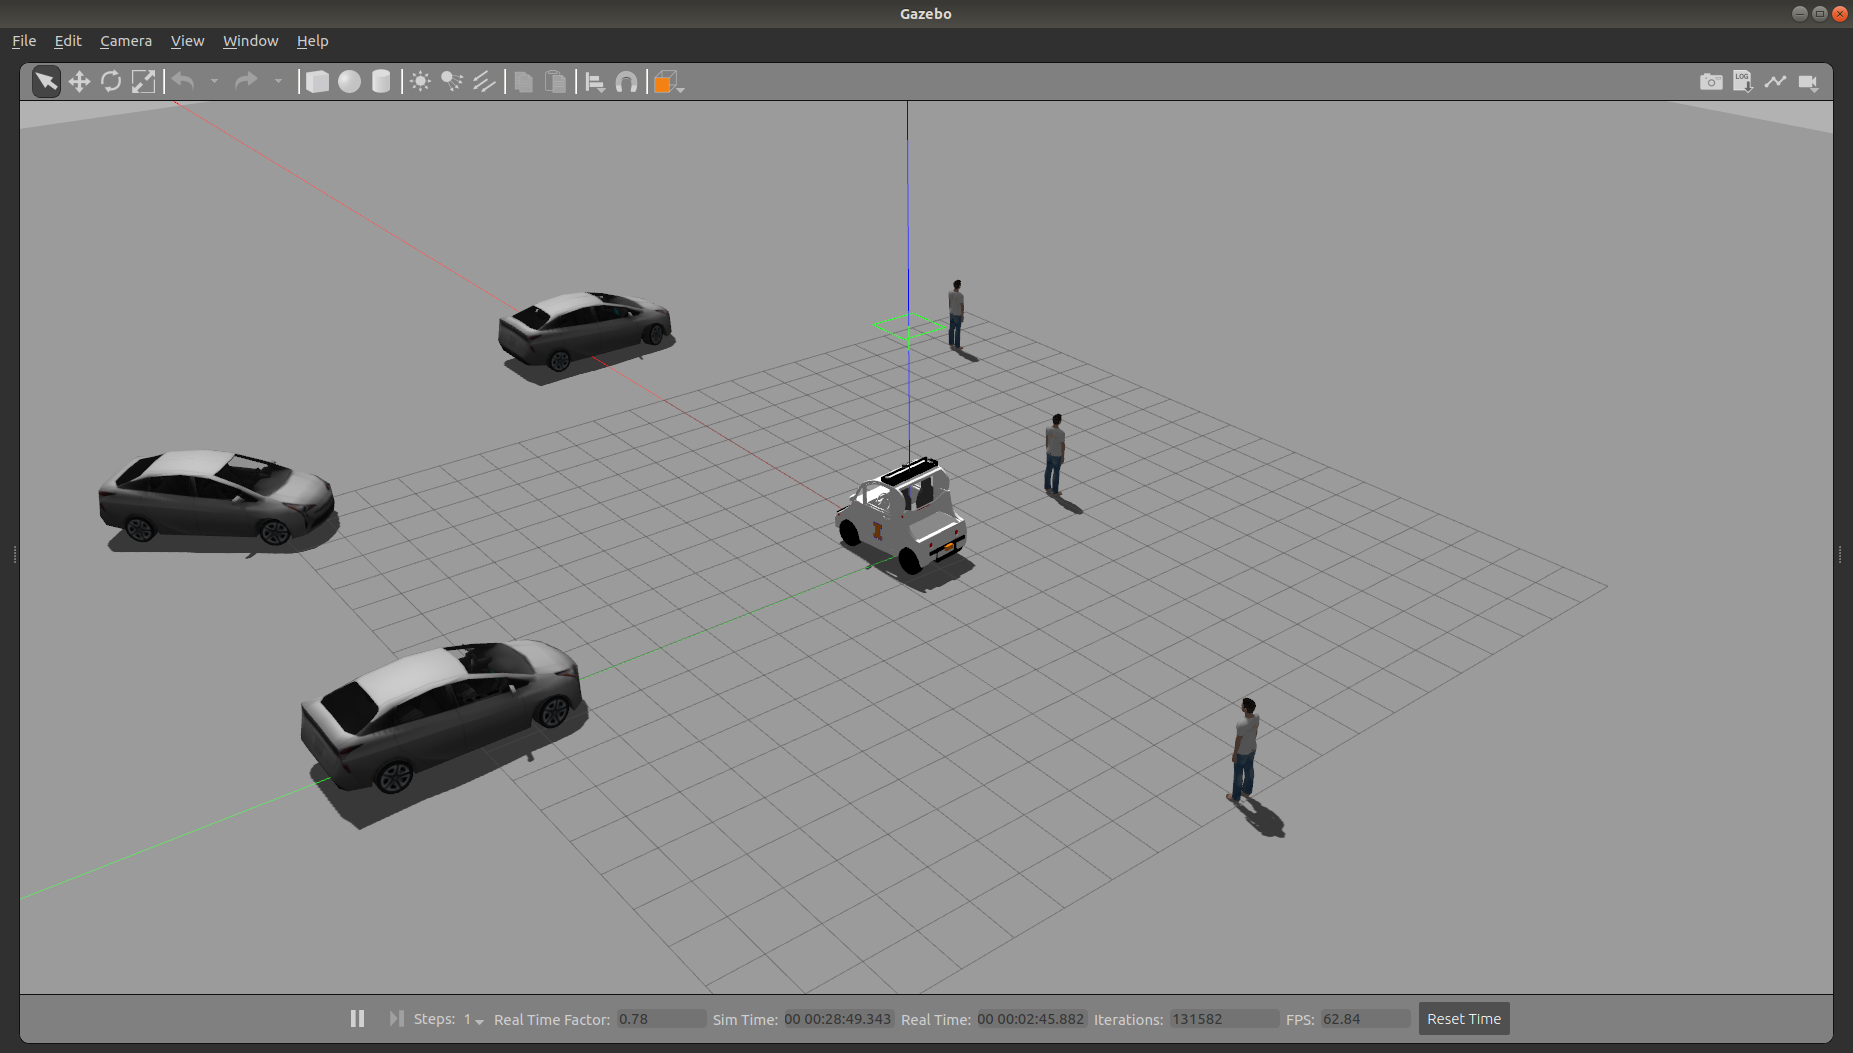 Gazebo
File Edit Camera View Window Help
LOG
I
Steps: 1 Real Time Factor: 0.78 Sim Time: 00 00:28:49.343 Real Time: 00 00:02:45.882 Iterations: 131582 FPS: 62.84 Reset Time